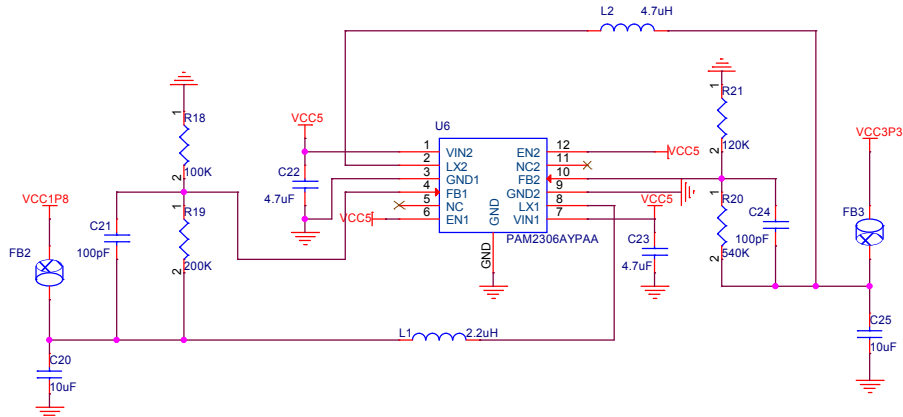 L2
4.7uH
R18
1
2
100K
VCC5
U6
R21
1
2
120K
VCC3P3
1 VIN2
2 LX2
3 GND1
4 FB1
5 NC
6 EN1
EN2 12
NC2 11
FB2 10
GND2 9
LX1 8
VIN1 7
GND
GND
PAM2306AYPAA
VCC5
C22
4.7uF
VCC5
VCC5
C23
4.7uF
VCC1P8
C21
100pF
R19
1
2
200K
R20
1
2
540K
C24
100pF
FB3
FB2
L1
2.2uH
C20
10uF
C25
10uF